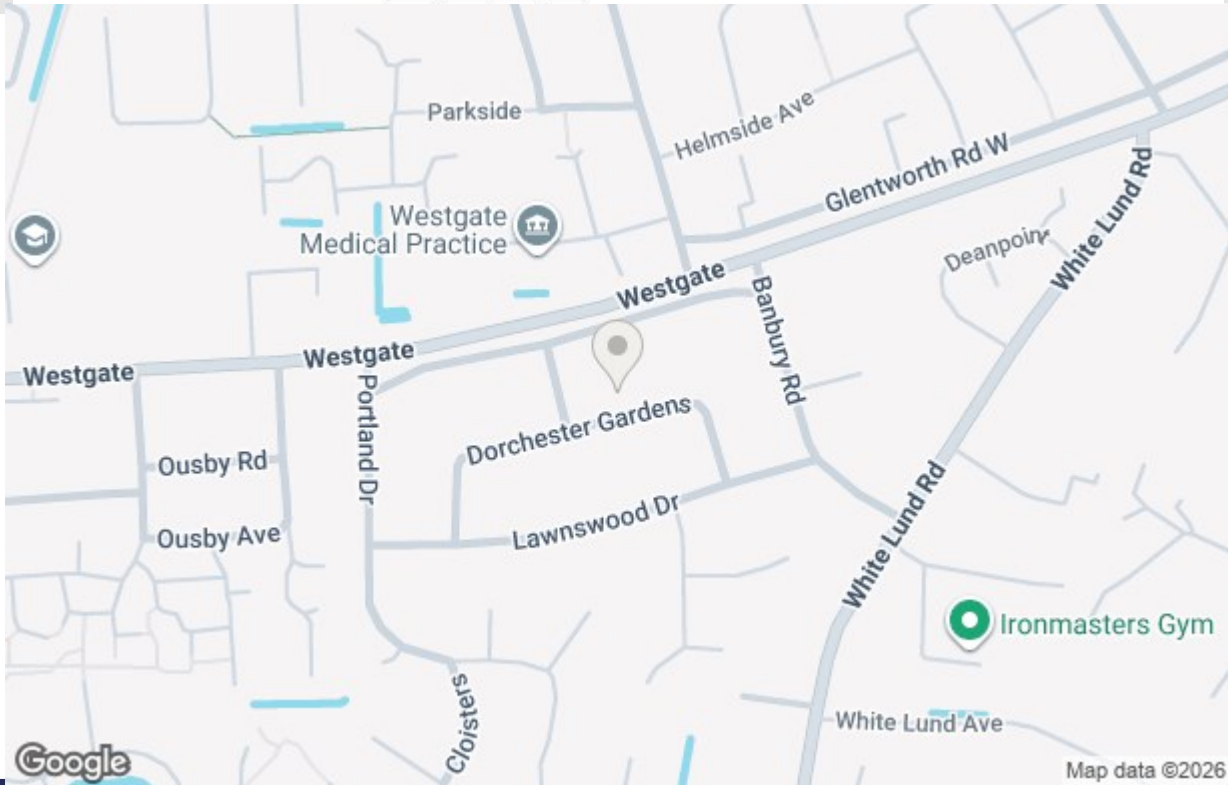 Parkside
Helmside Ave
Glentworth Rd W
White Lund Rd
Westgate
Medical Practice
Deanpoint
Westgate
Banbury Rd
Westgate
Westgate
Portland Dr
Dorchester Gardens
Ousby Rd
White Lund Rd
Lawnswood Dr
Ousby Ave
Ironmasters Gym
Cloisters
White Lund Ave
Google
Map data ©2026